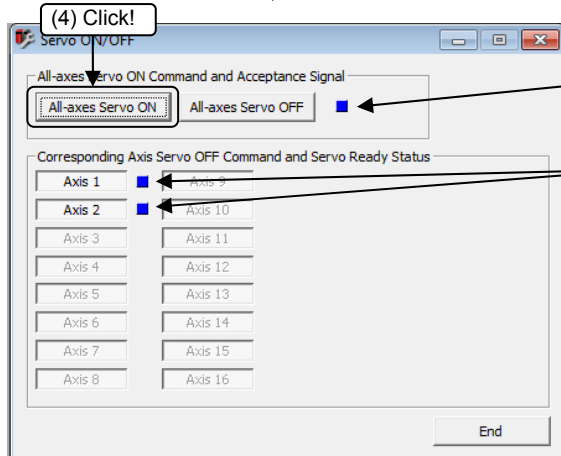 (4) Click!
Servo ON/OFF
All-axes Servo ON Command and Acceptance Signal
All-axes Servo ON All-axes Servo OFF
Corresponding Axis Servo OFF Command and Servo Ready Status
Axis 1 Axis 9
Axis 2 Axis 10
Axis 3 Axis 11
Axis 4 Axis 12
Axis 5 Axis 13
Axis 6 Axis 14
Axis 7 Axis 15
Axis 8 Axis 16
End